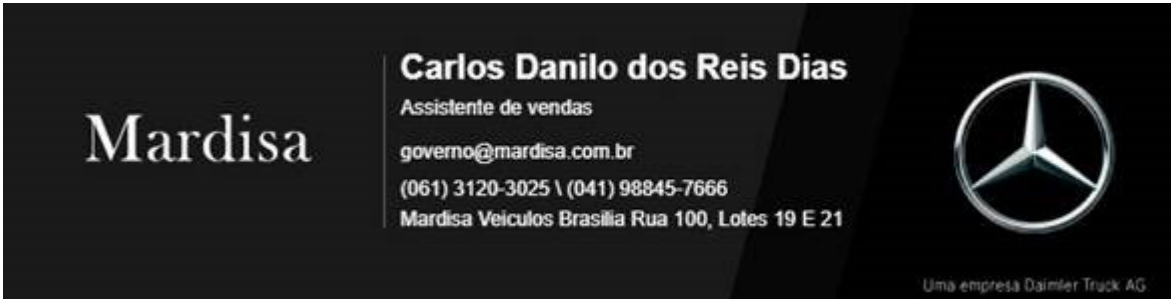 Mardisa
Carlos Danilo dos Reis Dias
Assistente de vendas
governo@mardisa.com.br
(061) 3120-3025 \ (041) 98845-7666
Mardisa Veiculos Brasilia Rua 100, Lotes 19 E 21
Uma empresa Daimler Truck AG